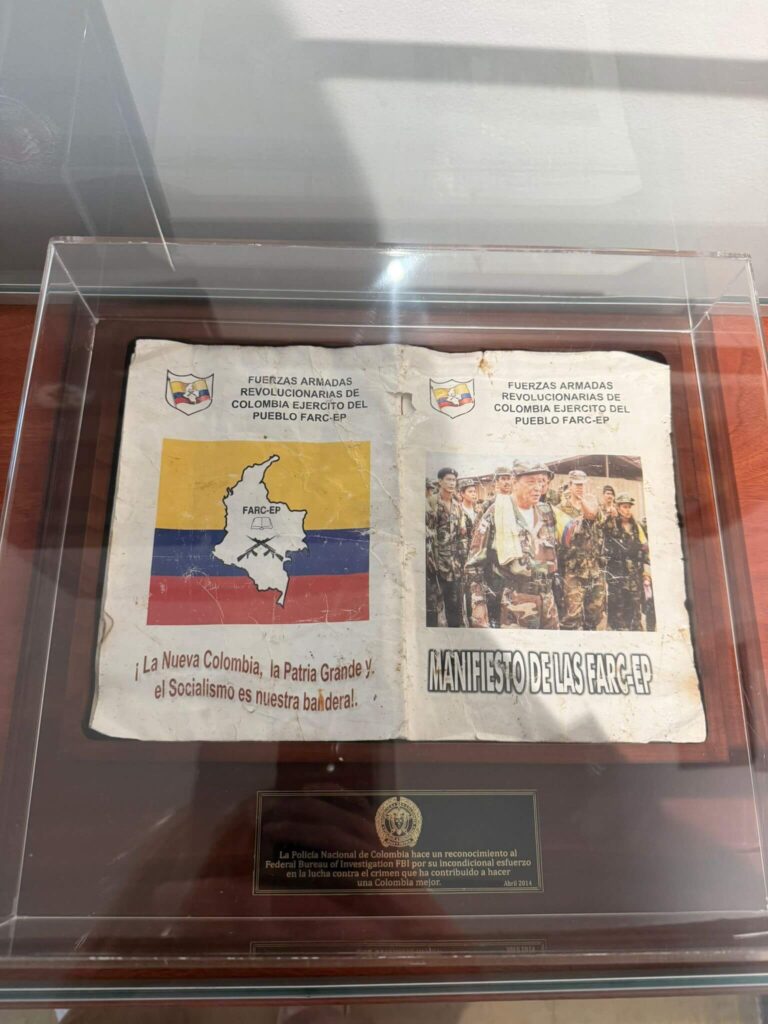 FUERZAS ARMADAS
REVOLUCIONARIAS DE
COLOMBIA EJERCITO DEL
PUEBLO FARC-EP
FARC-EP
¡ La Nueva Colombia, la Patria Grande y
el Socialismo es nuestra bandera!.
FUERZAS ARMADAS
REVOLUCIONARIAS DE
COLOMBIA EJERCITO DEL
PUEBLO FARC-EP
MANIFIESTO DE LAS FARC-EP
La Policía Nacional de Colombia hace un reconocimiento al
Federal Bureau of Investigation FBI por su incondicional esfuerzo
en la lucha contra el crimen que ha contribuido a hacer
una Colombia mejor.
Abril 2014